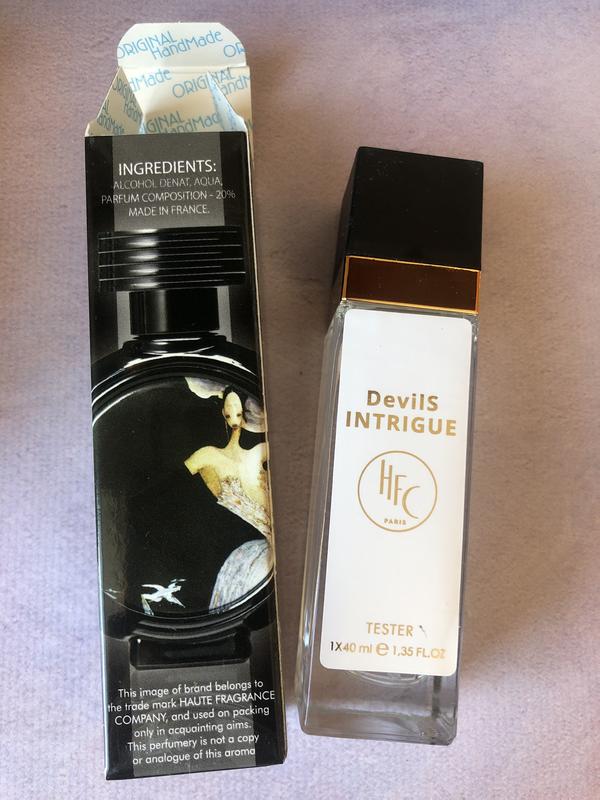 ORIGINAL
HandMade
ORIGINAL
HandMade
INGREDIENTS:
ALCOHOL DENAT, AQUA,
PARFUM COMPOSITION - 20%
MADE IN FRANCE.
This image of brand belongs to
the trade mark HAUTE FRAGRANCE
COMPANY, and used on packing
only in acquainting aims.
This perfumery is not a copy
or analogue of this aroma
DevilS
INTRIGUE
HFC
PARIS
TESTER
1X40 ml e 1,35 FL.OZ